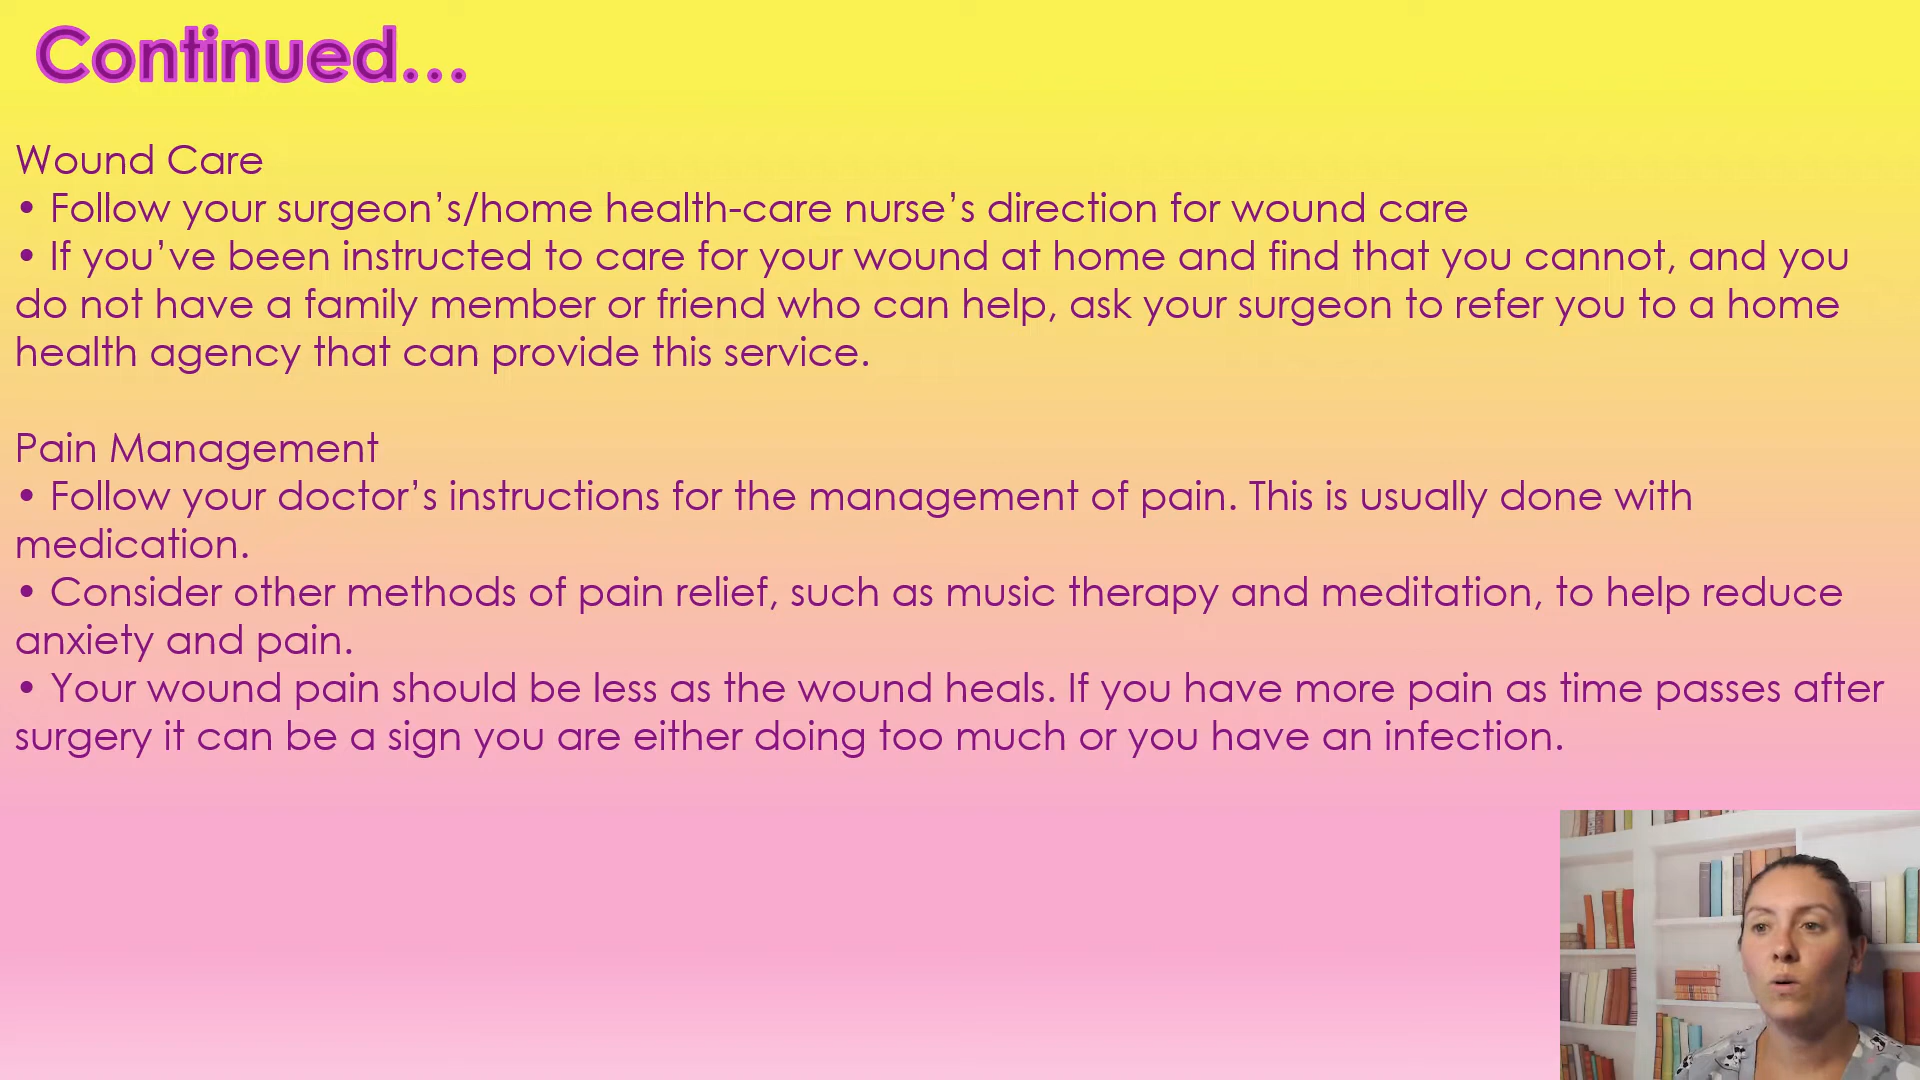 Continued...
Wound Care
• Follow your surgeon’s/home health-care nurse’s direction for wound care
• If you’ve been instructed to care for your wound at home and find that you cannot, and you
do not have a family member or friend who can help, ask your surgeon to refer you to a home
health agency that can provide this service.
Pain Management
• Follow your doctor’s instructions for the management of pain. This is usually done with
medication.
• Consider other methods of pain relief, such as music therapy and meditation, to help reduce
anxiety and pain.
• Your wound pain should be less as the wound heals. If you have more pain as time passes after
surgery it can be a sign you are either doing too much or you have an infection.